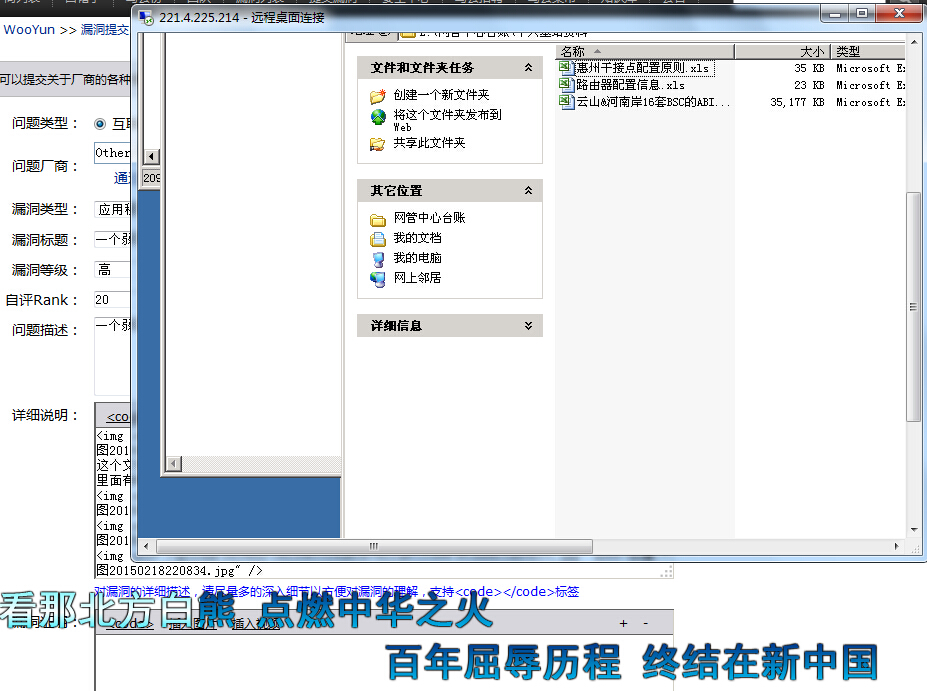 221.4.225.214 - 远程桌面连接
WooYun >> 漏洞提交
可以提交关于厂商的各种
问题类型：
问题厂商：
Other
漏洞类型：
漏洞标题：
一个
漏洞等级：
高
自评Rank：
20
问题描述：
一个
详细说明：
<co
<img
图201
这个文
里面有
<img
图201
<img
图201
<img
图20150218220834.jpg" />
209
文件和文件夹任务
创建一个新文件夹
将这个文件夹发布到
Web
共享此文件夹
其它位置
网管中心台账
我的文档
我的电脑
网上邻居
详细信息
名称 大小 类型
惠州干接点配置原则.xls 35 KB Microsoft Ex
路由器配置信息.xls 23 KB Microsoft Ex
云山&河南岸16套BSC的ABI... 35,177 KB Microsoft Ex
对漏洞的详细描述，请尽量多的深入细节以方便对漏洞的理解，支持<code></code>标签
看那北方白熊 点燃中华之火
<code> 插入图片 插入视频 + -
百年屈辱历程 终结在新中国